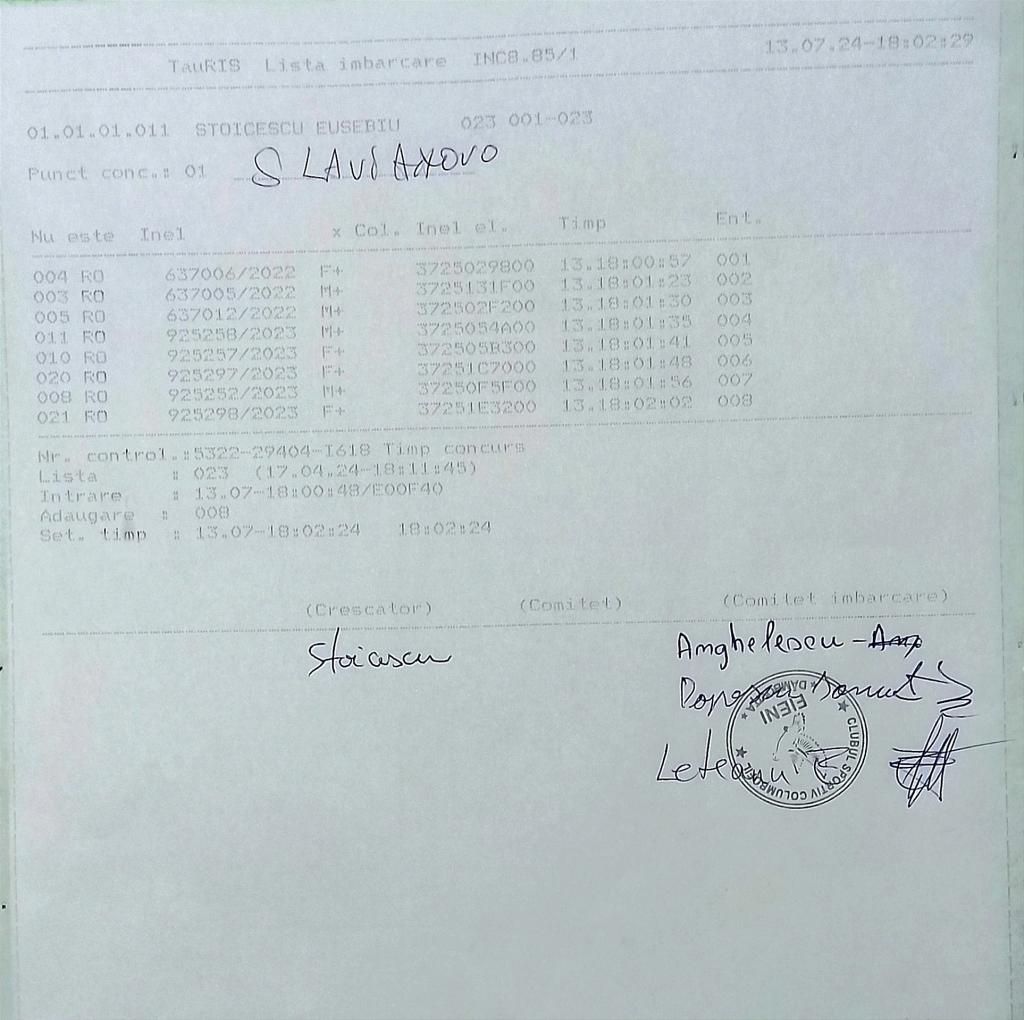 TauRIS Lista imbarcare INC8.85/1 13.07.24-18:02:29
01.01.01.011 STOICESCU EUSEBIU 023 001-023
Punct conc.: 01 SLAVIANOVO
Nu este Inel x Col. Inel el. Timp Ent.
004 RO 637006/2022 F+ 3725029800 13.18:00:57 001
003 RO 637005/2022 M+ 3725131F00 13.18:01:23 002
005 RO 637012/2022 M+ 372502F200 13.18:01:30 003
011 RO 925258/2023 M+ 3725054A00 13.18:01:35 004
010 RO 925257/2023 F+ 372505B300 13.18:01:41 005
020 RO 925297/2023 F+ 37251C7000 13.18:01:48 006
008 RO 925252/2023 M+ 37250F5F00 13.18:01:56 007
021 RO 925298/2023 F+ 37251E3200 13.18:02:02 008
Nr. control.:5322-29404-I618 Timp concurs
Lista : 023 (17.04.24-18:11:45)
Intrare : 13.07-18:00:48/E00F40
Adaugare : 008
Set. timp : 13.07-18:02:24 18:02:24
(Crescator) (Comitet) (Comitet imbarcare)
Stoicescu Anghelescu -
CLUBUL SPORTIV COLUMBOFIL
FIENI